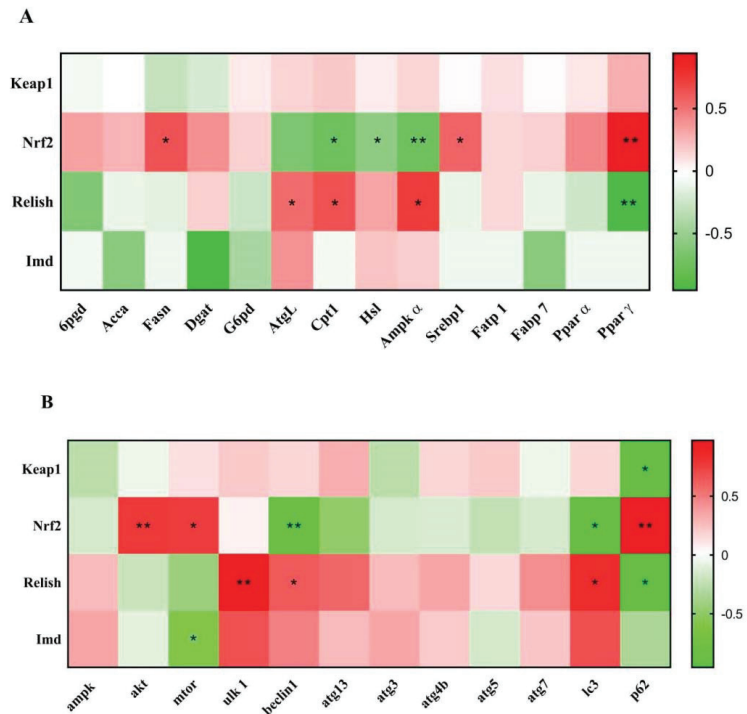 A
Keap1
Nrf2 * * * ** * **
Relish * * * **
Imd
6pgd Acca Fasn Dgat G6pd AtgL Cpt1 Hsl Ampk α Srebp1 Fatp 1 Fabp 7 Ppar α Ppar γ
0.5
0
-0.5
B
Keap1 *
Nrf2 ** * ** * **
Relish ** * * *
Imd *
ampk akt mtor ulk 1 beclin1 atg13 atg3 atg4b atg5 atg7 lc3 p62
0.5
0
-0.5